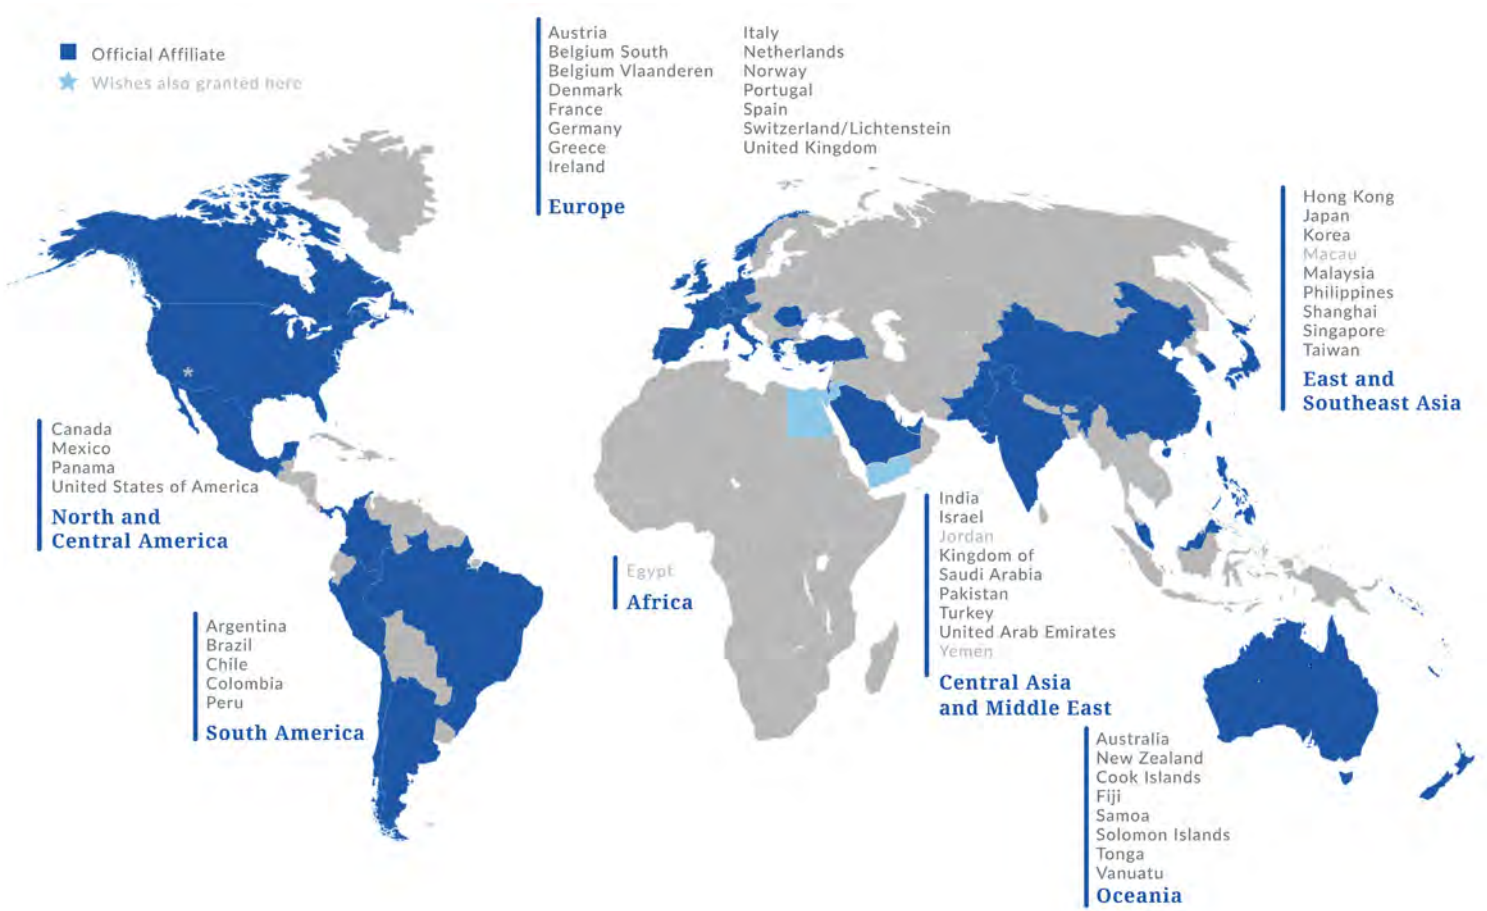 Official Affiliate
Wishes also granted here
Austria
Belgium South
Belgium Vlaanderen
Denmark
France
Germany
Greece
Ireland
Italy
Netherlands
Norway
Portugal
Spain
Switzerland/Lichtenstein
United Kingdom
Europe
Hong Kong
Japan
Korea
Macau
Malaysia
Philippines
Shanghai
Singapore
Taiwan
East and
Southeast Asia
Canada
Mexico
Panama
United States of America
North and
Central America
Egypt
Africa
India
Israel
Jordan
Kingdom of
Saudi Arabia
Pakistan
Turkey
United Arab Emirates
Yemen
Central Asia
and Middle East
Argentina
Brazil
Chile
Colombia
Peru
South America
Australia
New Zealand
Cook Islands
Fiji
Samoa
Solomon Islands
Tonga
Vanuatu
Oceania